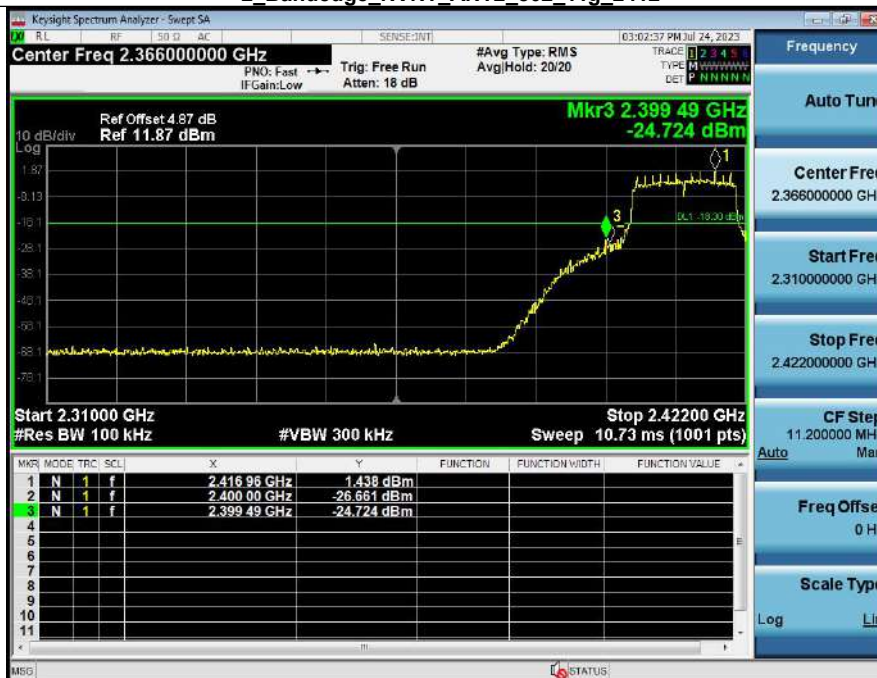 Keysight Spectrum Analyzer - Swept SA
RL RF 50 Ω AC SENSE:INT 03:02:37 PM Jul 24, 2023
Center Freq 2.366000000 GHz #Avg Type: RMS TRACE 1 2 3 4 5 6
PNO: Fast Trig: Free Run Avg|Hold: 20/20 TYPE M WWWWW
IFGain:Low Atten: 18 dB DET P N N N N N
Frequency
Auto Tune
Ref Offset 4.87 dB Mkr3 2.399 49 GHz
10 dB/div Ref 11.87 dBm -24.724 dBm
Log
1
1.87
-8.13
3
DL1 -18.00 dBm
-18.1
-28.1
-38.1
-48.1
-58.1
-68.1
-78.1
Center Freq
2.366000000 GH
Start Freq
2.310000000 GH
Stop Freq
2.422000000 GH
Start 2.31000 GHz Stop 2.42200 GHz
#Res BW 100 kHz #VBW 300 kHz Sweep 10.73 ms (1001 pts)
CF Step
11.200000 MH
Auto Ma
MKR MODE TRC SCL X Y FUNCTION FUNCTION WIDTH FUNCTION VALUE
1 N 1 f 2.416 96 GHz 1.438 dBm
2 N 1 f 2.400 00 GHz -26.661 dBm
3 N 1 f 2.399 49 GHz -24.724 dBm
4
5
6
7
8
9
10
11
Freq Offse
0 H
Scale Type
Log Li
MSG STATUS